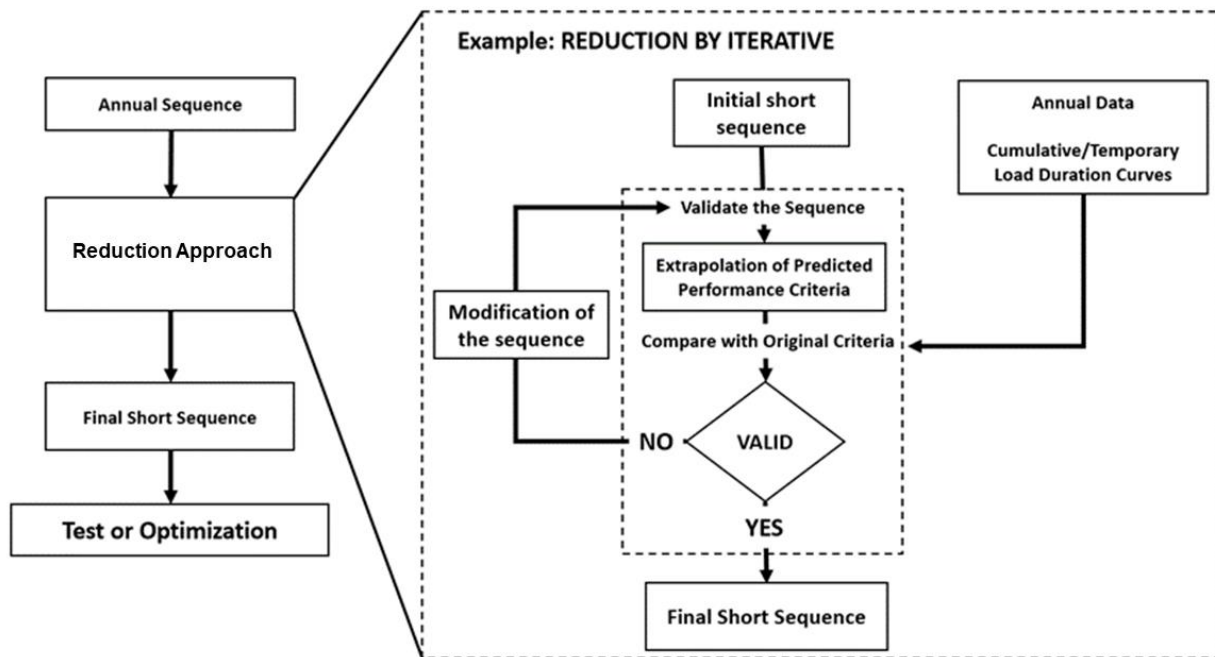 Annual Sequence
Reduction Approach
Final Short Sequence
Test or Optimization
Example: REDUCTION BY ITERATIVE
Initial short
sequence
Annual Data
Cumulative/Temporary
Load Duration Curves
Validate the Sequence
Extrapolation of Predicted
Performance Criteria
Modification of
the sequence
Compare with Original Criteria
NO
VALID
YES
Final Short Sequence